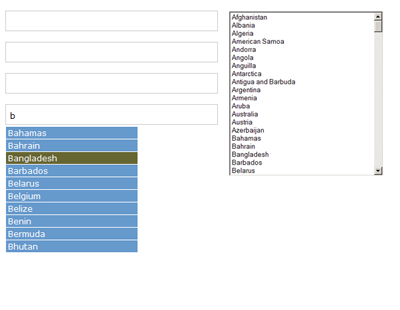 b
Bahamas
Bahrain
Bangladesh
Barbados
Belarus
Belgium
Belize
Benin
Bermuda
Bhutan
Afghanistan
Albania
Algeria
American Samoa
Andorra
Angola
Anguilla
Antarctica
Antigua and Barbuda
Argentina
Armenia
Aruba
Australia
Austria
Azerbaijan
Bahamas
Bahrain
Bangladesh
Barbados
Belarus